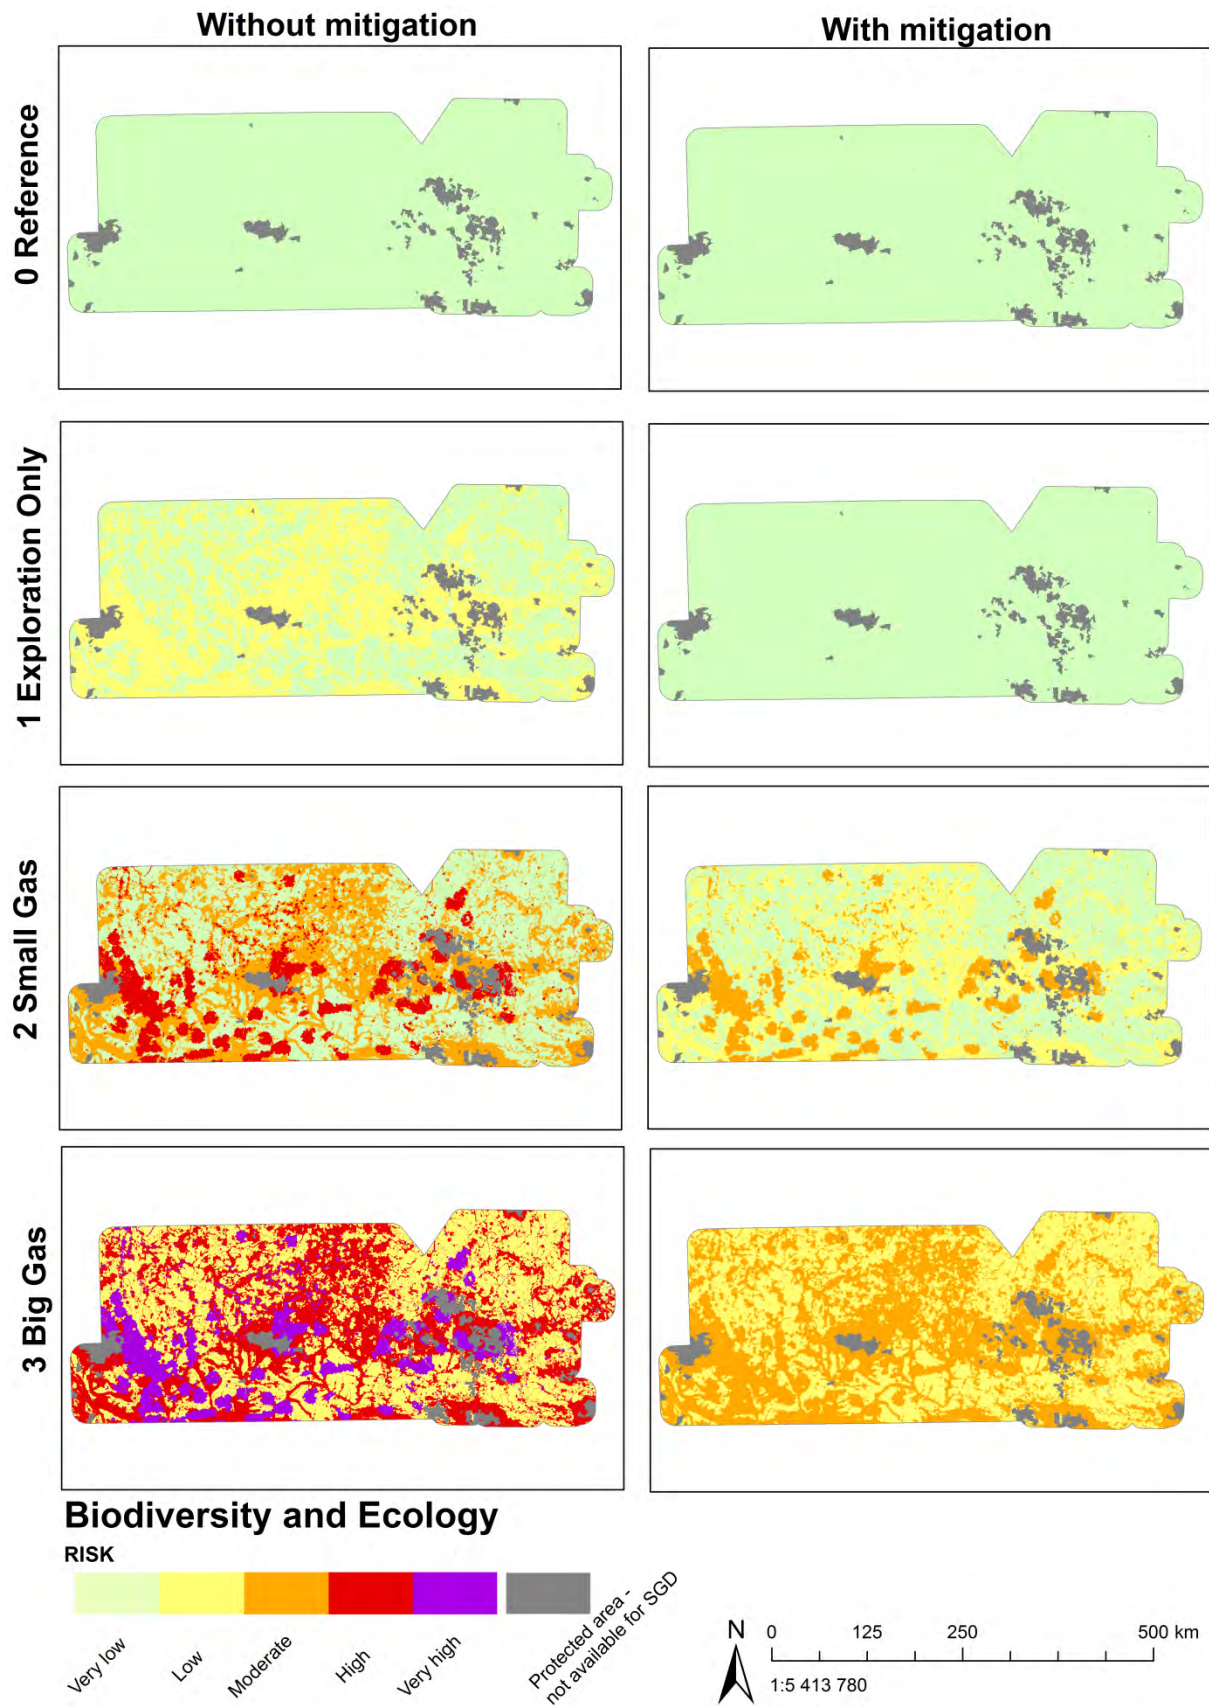 Without mitigation
With mitigation
0 Reference
1 Exploration Only
2 Small Gas
3 Big Gas
Biodiversity and Ecology
RISK
Very low
Low
Moderate
High
Very high
Protected area -
not available for SGD
N
0 125 250 500 km
1:5 413 780